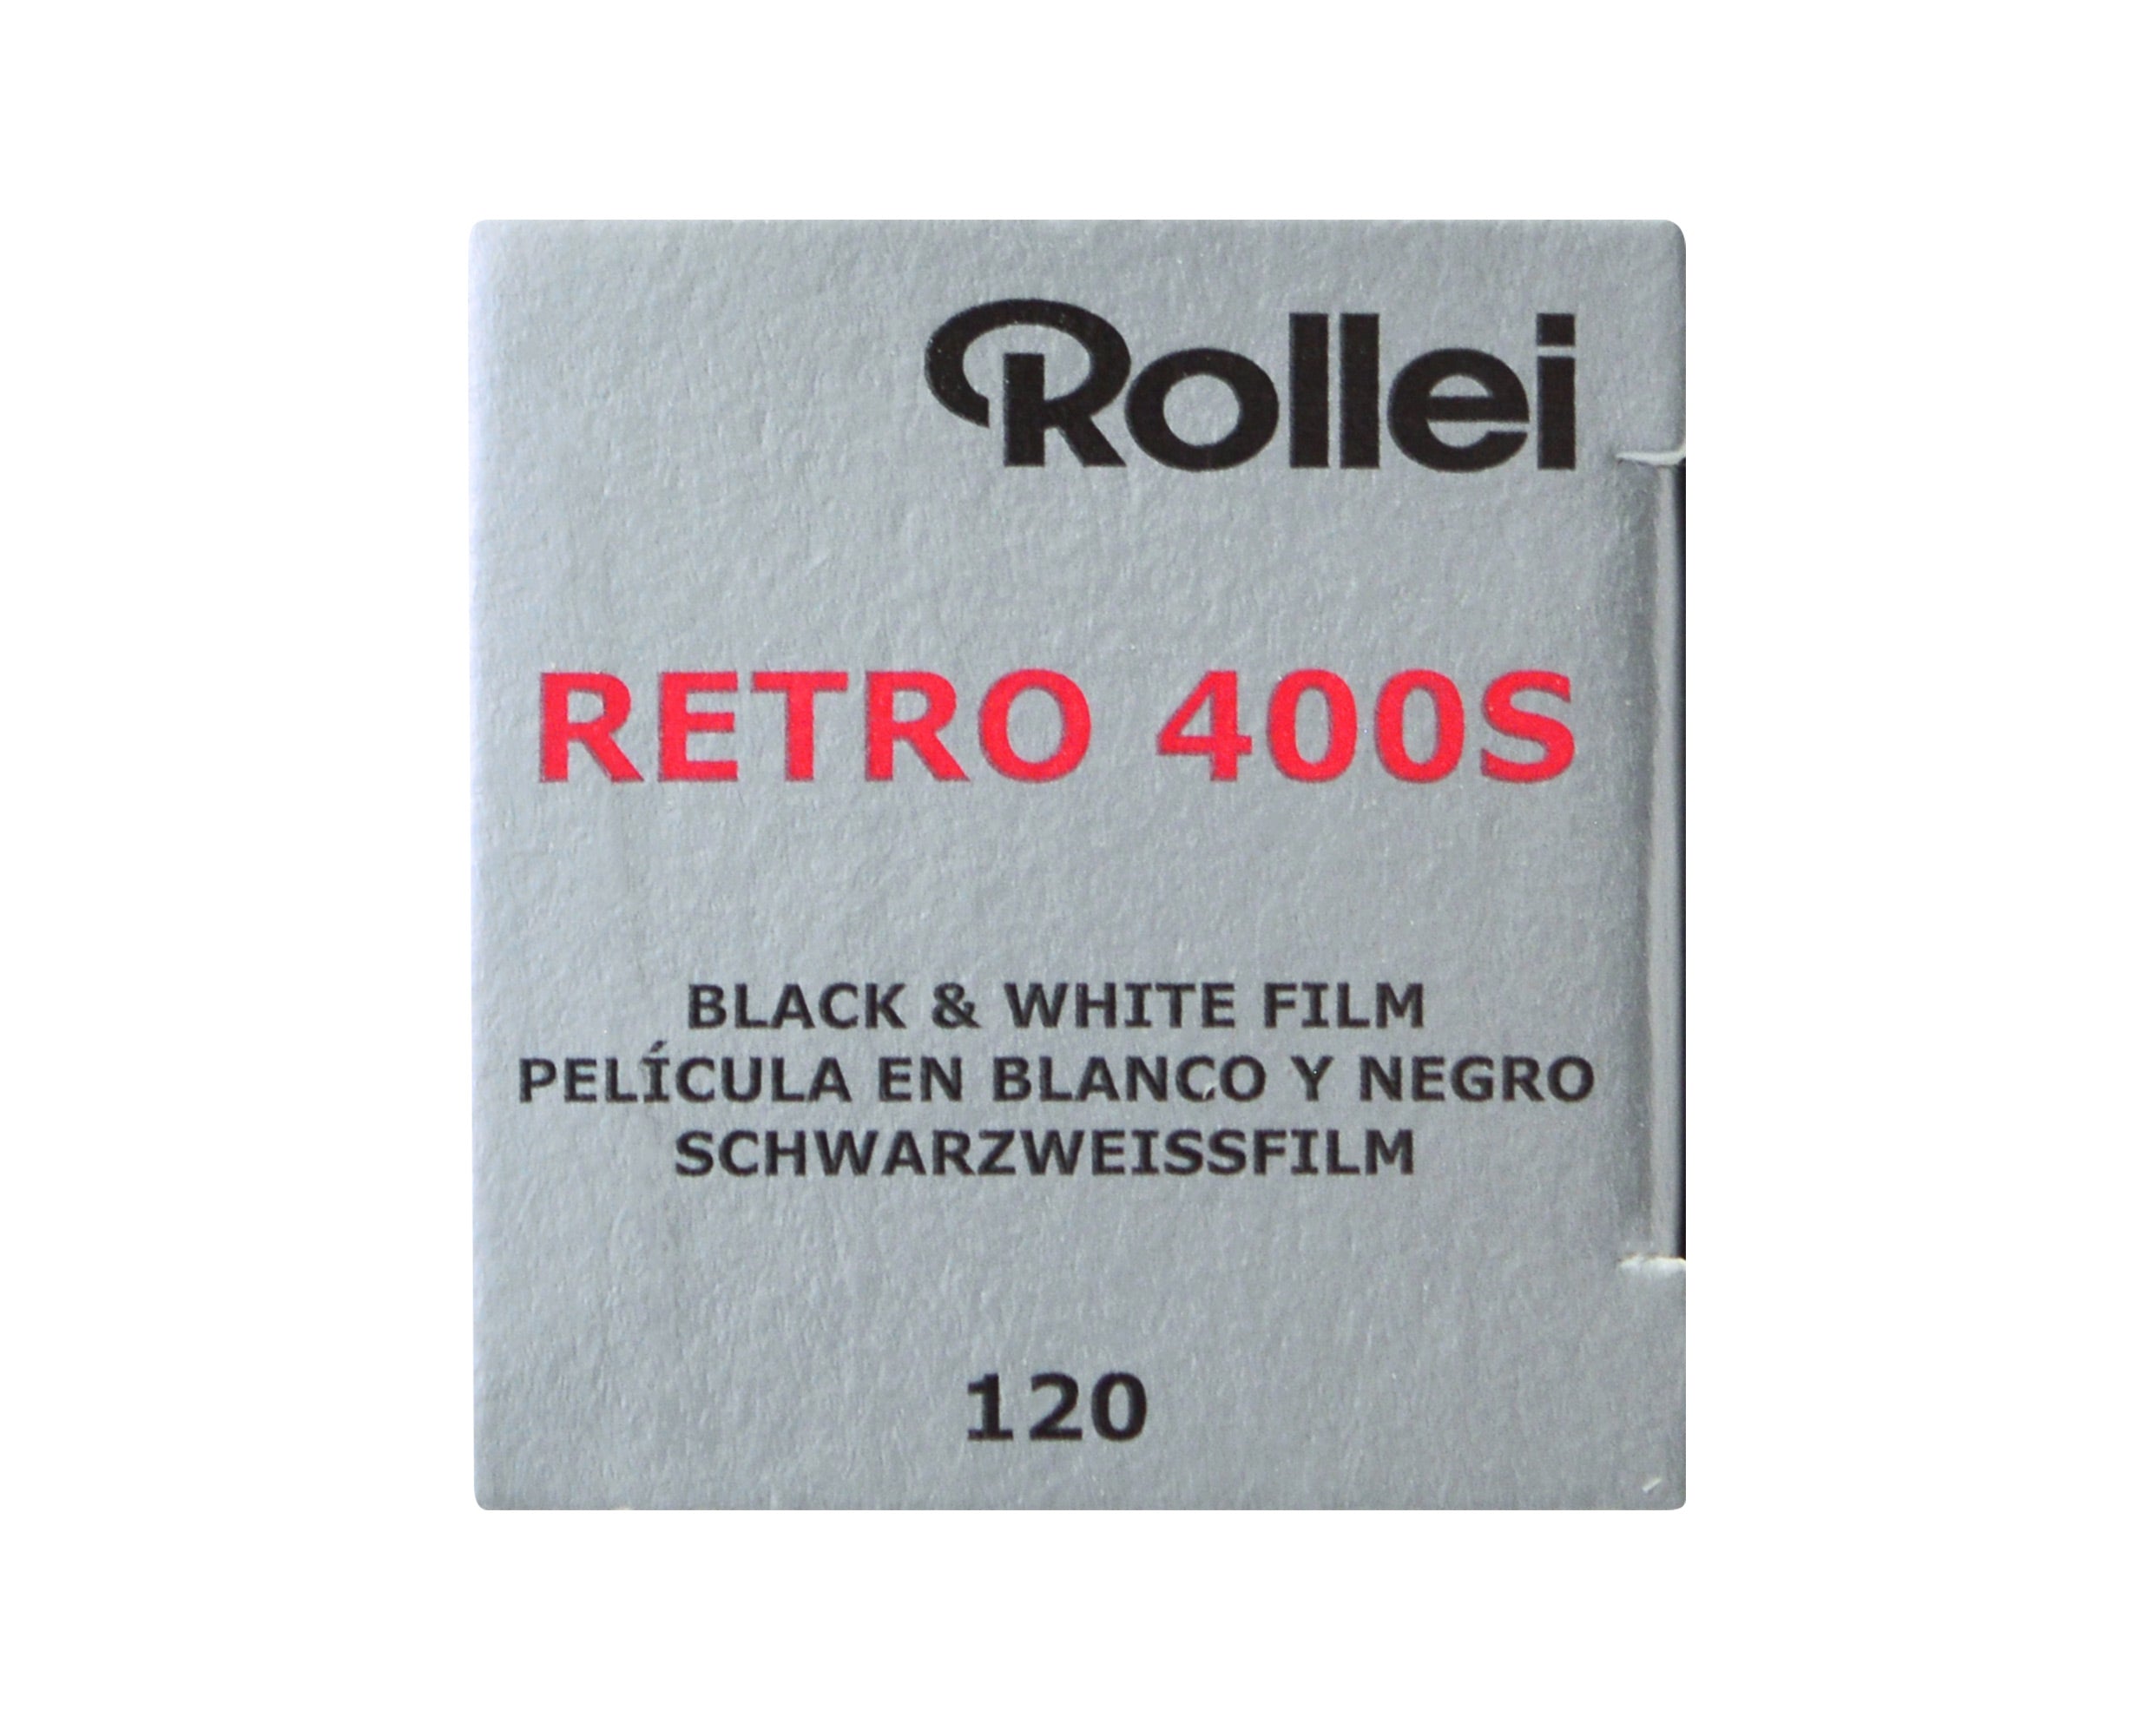 Rollei
RETRO 400S
BLACK & WHITE FILM
PELÍCULA EN BLANCO Y NEGRO
SCHWARZWEISSFILM
120